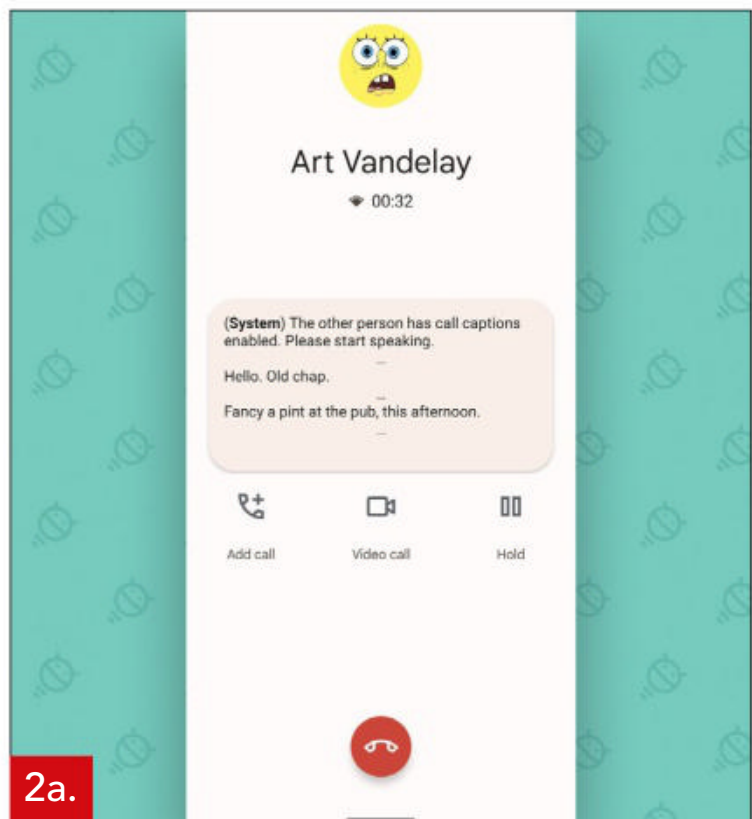 Art Vandelay
00:32
(System) The other person has call captions
enabled. Please start speaking.
—
Hello. Old chap.
—
Fancy a pint at the pub, this afternoon.
—
Add call Video call Hold
2a.